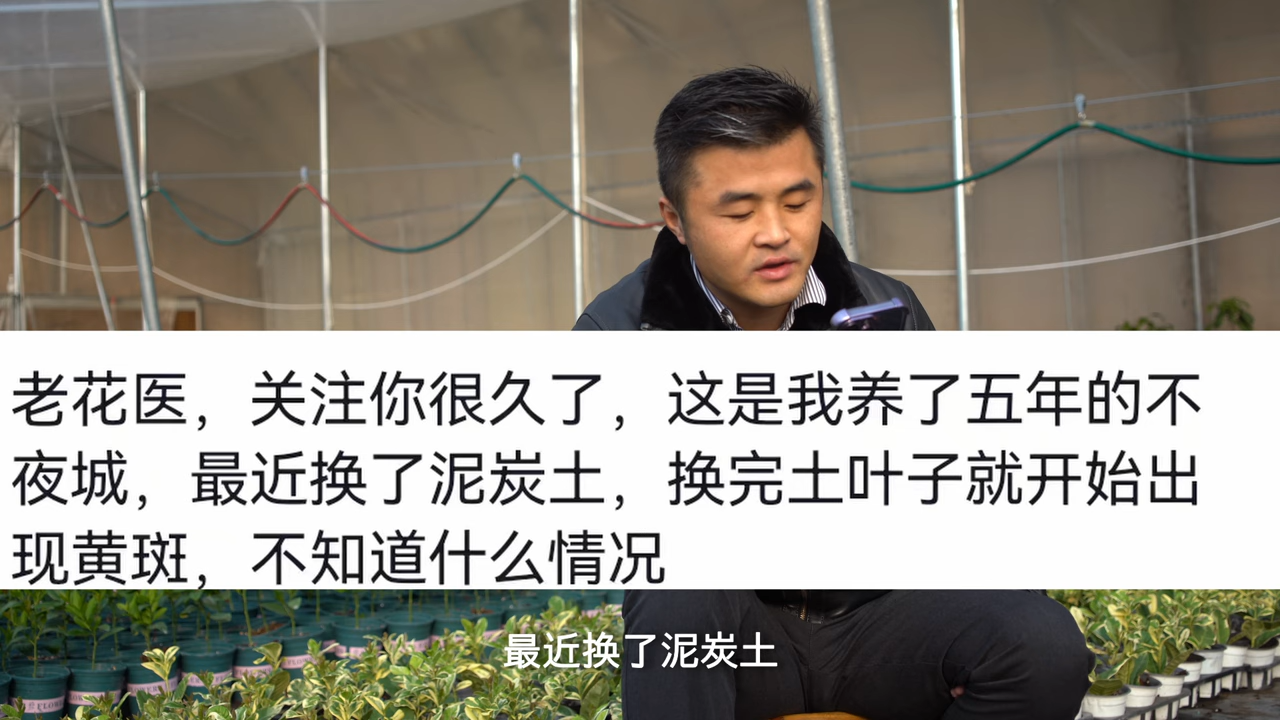 老花医，关注你很久了，这是我养了五年的不
夜城，最近换了泥炭土，换完土叶子就开始出
现黄斑，不知道什么情况
最近换了泥炭土